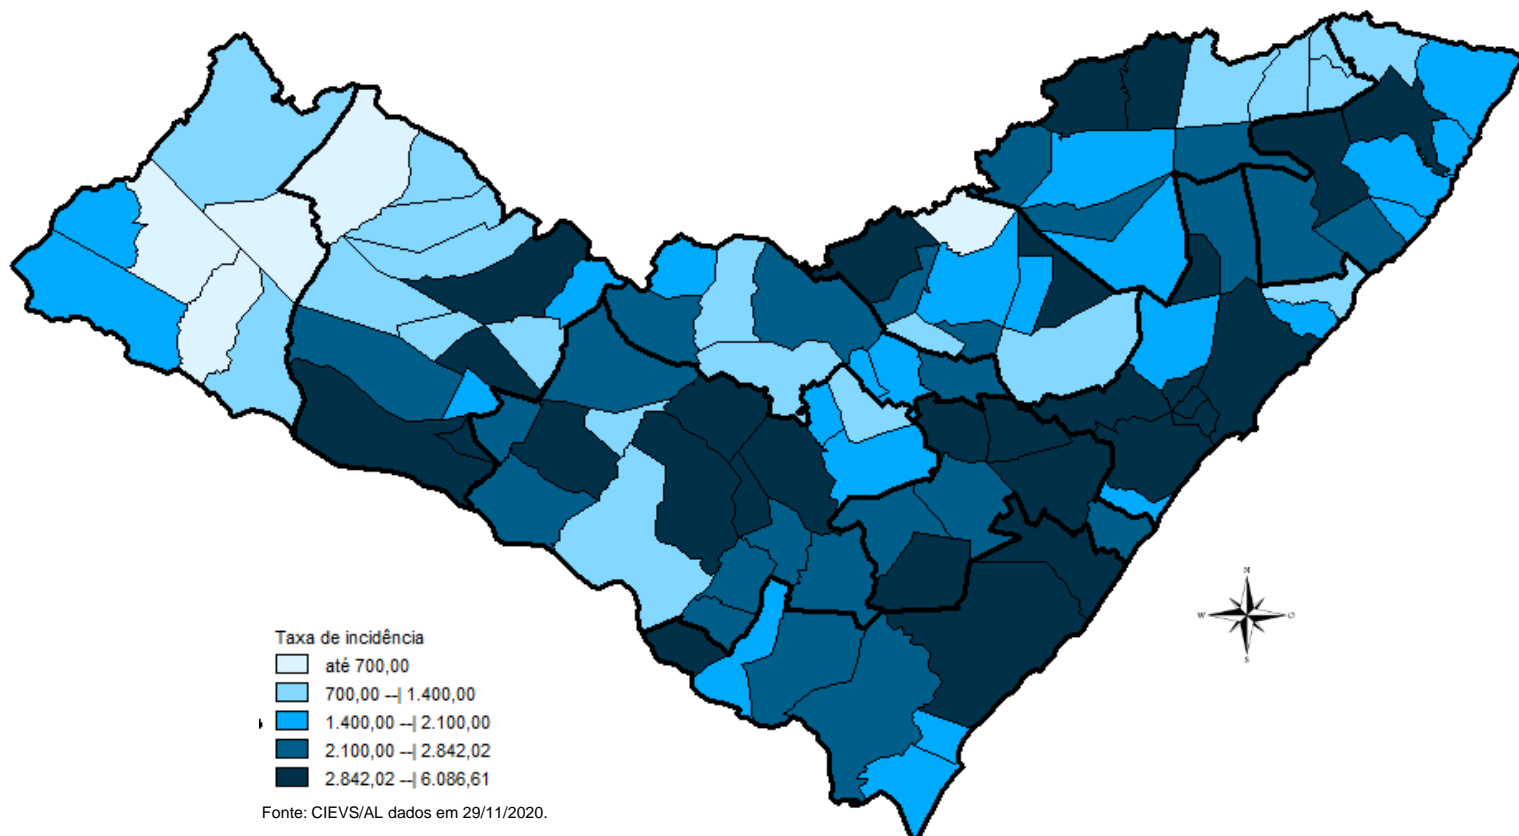 N
W
O
S
Taxa de incidência
até 700,00
700,00 --| 1.400,00
1.400,00 --| 2.100,00
2.100,00 --| 2.842,02
2.842,02 --| 6.086,61
Fonte: CIEVS/AL dados em 29/11/2020.